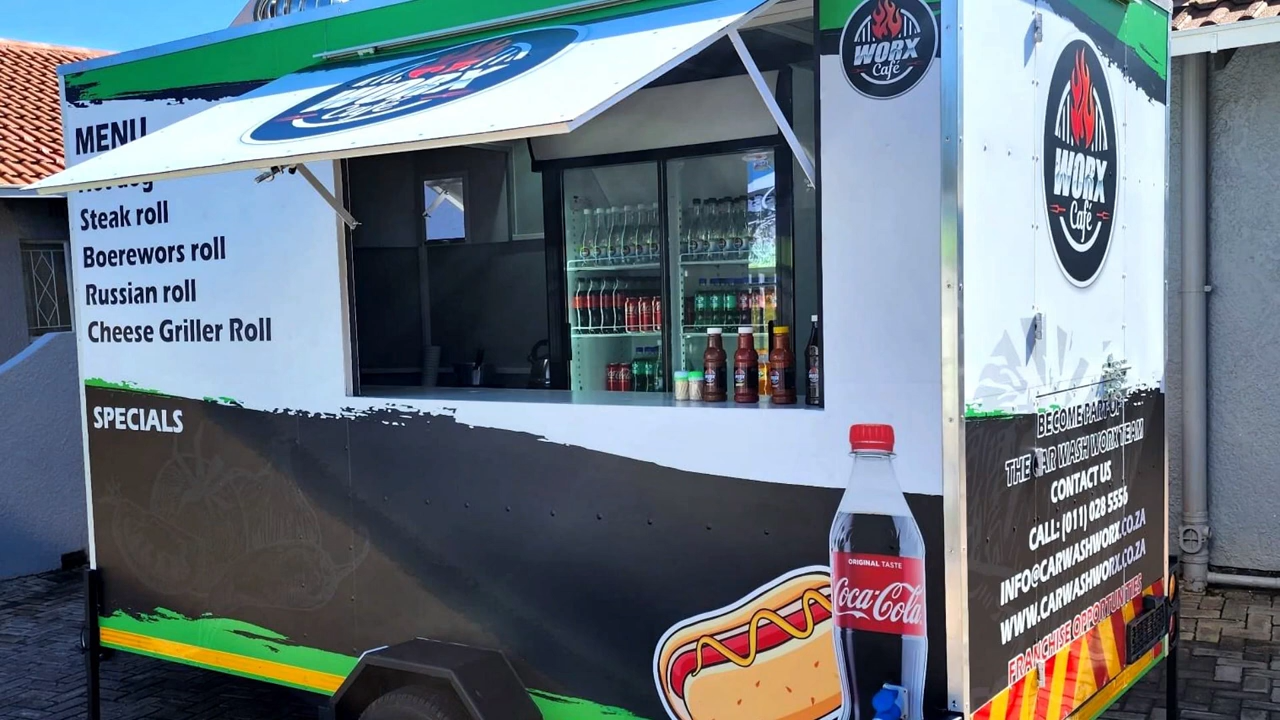 WORX
Café
WORX
Café
WORX
Café
MENU
Hot dog
Steak roll
Boerewors roll
Russian roll
Cheese Griller Roll
SPECIALS
ORIGINAL TASTE
Coca-Cola
BECOME PART OF
THE CAR WASH WORX TEAM
CONTACT US
CALL: (011) 028 5556
INFO@CARWASHWORX.CO.ZA
WWW.CARWASHWORX.CO.ZA
FRANCHISE OPPORTUNITIES